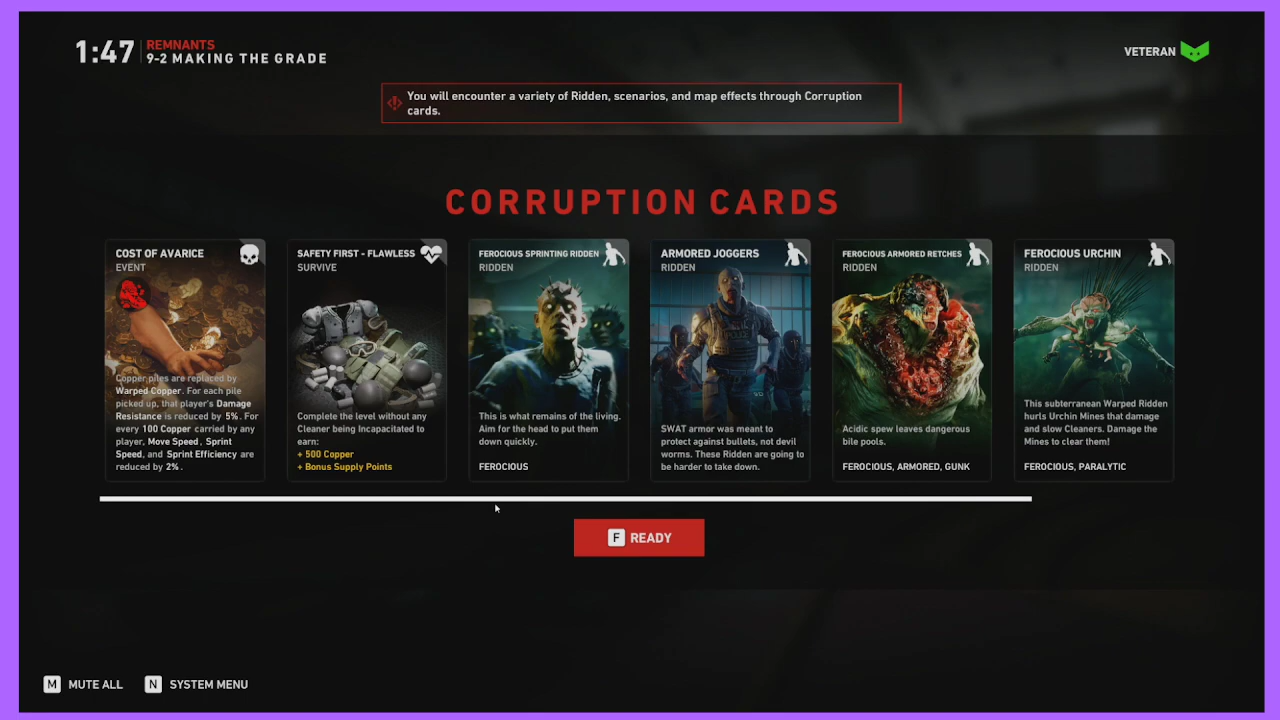 1:47
REMNANTS
9-2 MAKING THE GRADE
VETERAN
You will encounter a variety of Ridden, scenarios, and map effects through Corruption
cards.
CORRUPTION CARDS
COST OF AVARICE
EVENT
Copper piles are replaced by
Warped Copper. For each pile
picked up, that player's Damage
Resistance is reduced by 5%. For
every 100 Copper carried by any
player, Move Speed, Sprint
Speed, and Sprint Efficiency are
reduced by 2%.
SAFETY FIRST - FLAWLESS
SURVIVE
Complete the level without any
Cleaner being Incapacitated to
earn:
+ 500 Copper
+ Bonus Supply Points
FEROCIOUS SPRINTING RIDDEN
RIDDEN
This is what remains of the living.
Aim for the head to put them
down quickly.
FEROCIOUS
ARMORED JOGGERS
RIDDEN
SWAT armor was meant to
protect against bullets, not devil
worms. These Ridden are going to
be harder to take down.
FEROCIOUS ARMORED RETCHES
RIDDEN
Acidic spew leaves dangerous
bile pools.
FEROCIOUS, ARMORED, GUNK
FEROCIOUS URCHIN
RIDDEN
This subterranean Warped Ridden
hurls Urchin Mines that damage
and slow Cleaners. Damage the
Mines to clear them!
FEROCIOUS, PARALYTIC
F READY
M MUTE ALL
N SYSTEM MENU